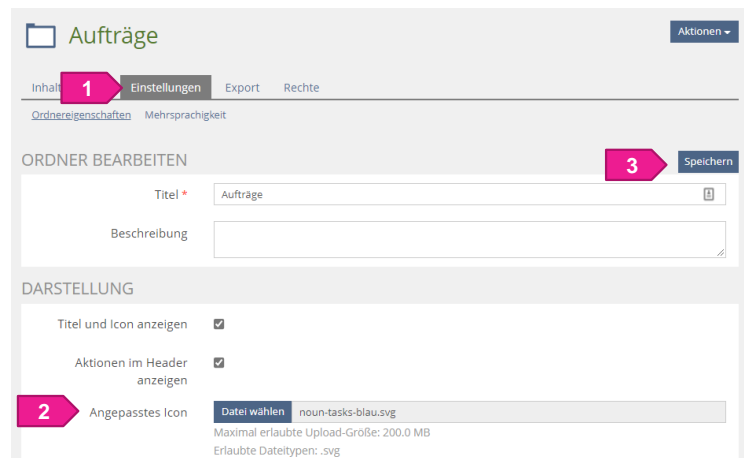 Aufträge
Aktionen
Inhalt 1 Einstellungen Export Rechte
Ordnereigenschaften Mehrsprachigkeit
ORDNER BEARBEITEN
3 Speichern
Titel * Aufträge
Beschreibung
DARSTELLUNG
Titel und Icon anzeigen
Aktionen im Header
anzeigen
2 Angepasstes Icon Datei wählen noun-tasks-blau.svg
Maximal erlaubte Upload-Größe: 200.0 MB
Erlaubte Dateitypen: .svg